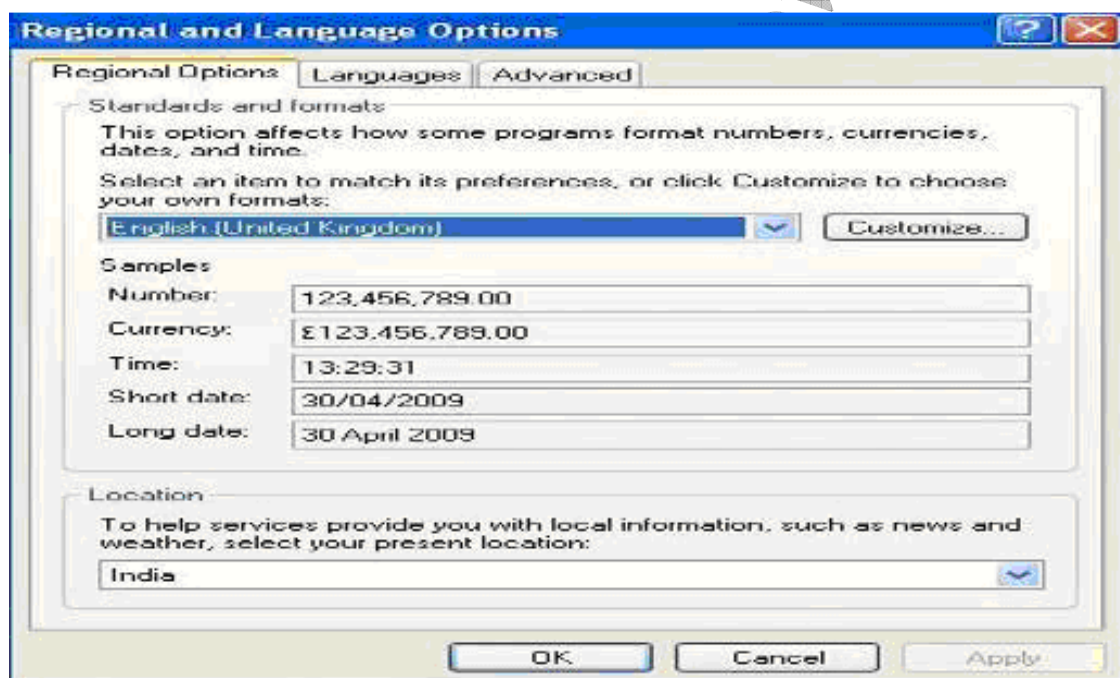 Regional and Language Options
Regional Options Languages Advanced
Standards and formats
This option affects how some programs format numbers, currencies,
dates, and time.
Select an item to match its preferences, or click Customize to choose
your own formats:
English (United Kingdom) Customize...
Samples
Number: 123,456,789.00
Currency: £123,456,789.00
Time: 13:29:31
Short date: 30/04/2009
Long date: 30 April 2009
Location
To help services provide you with local information, such as news and
weather, select your present location:
India
OK Cancel Apply